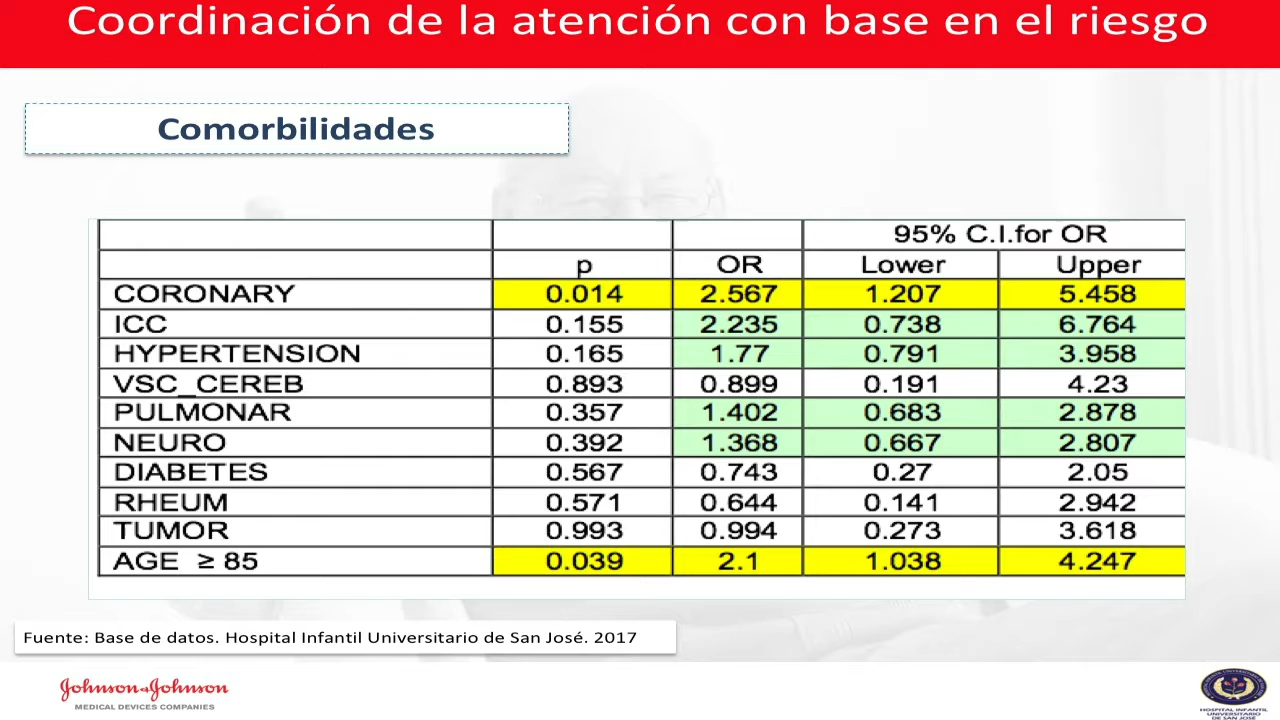 Coordinación de la atención con base en el riesgo
Comorbilidades
95% C.I.for OR
p OR Lower Upper
CORONARY 0.014 2.567 1.207 5.458
ICC 0.155 2.235 0.738 6.764
HYPERTENSION 0.165 1.77 0.791 3.958
VSC_CEREB 0.893 0.899 0.191 4.23
PULMONAR 0.357 1.402 0.683 2.878
NEURO 0.392 1.368 0.667 2.807
DIABETES 0.567 0.743 0.27 2.05
RHEUM 0.571 0.644 0.141 2.942
TUMOR 0.993 0.994 0.273 3.618
AGE ≥ 85 0.039 2.1 1.038 4.247
Fuente: Base de datos. Hospital Infantil Universitario de San José. 2017
Johnson & Johnson
MEDICAL DEVICES COMPANIES
HOSPITAL INFANTIL
UNIVERSITARIO
DE SAN JOSÉ